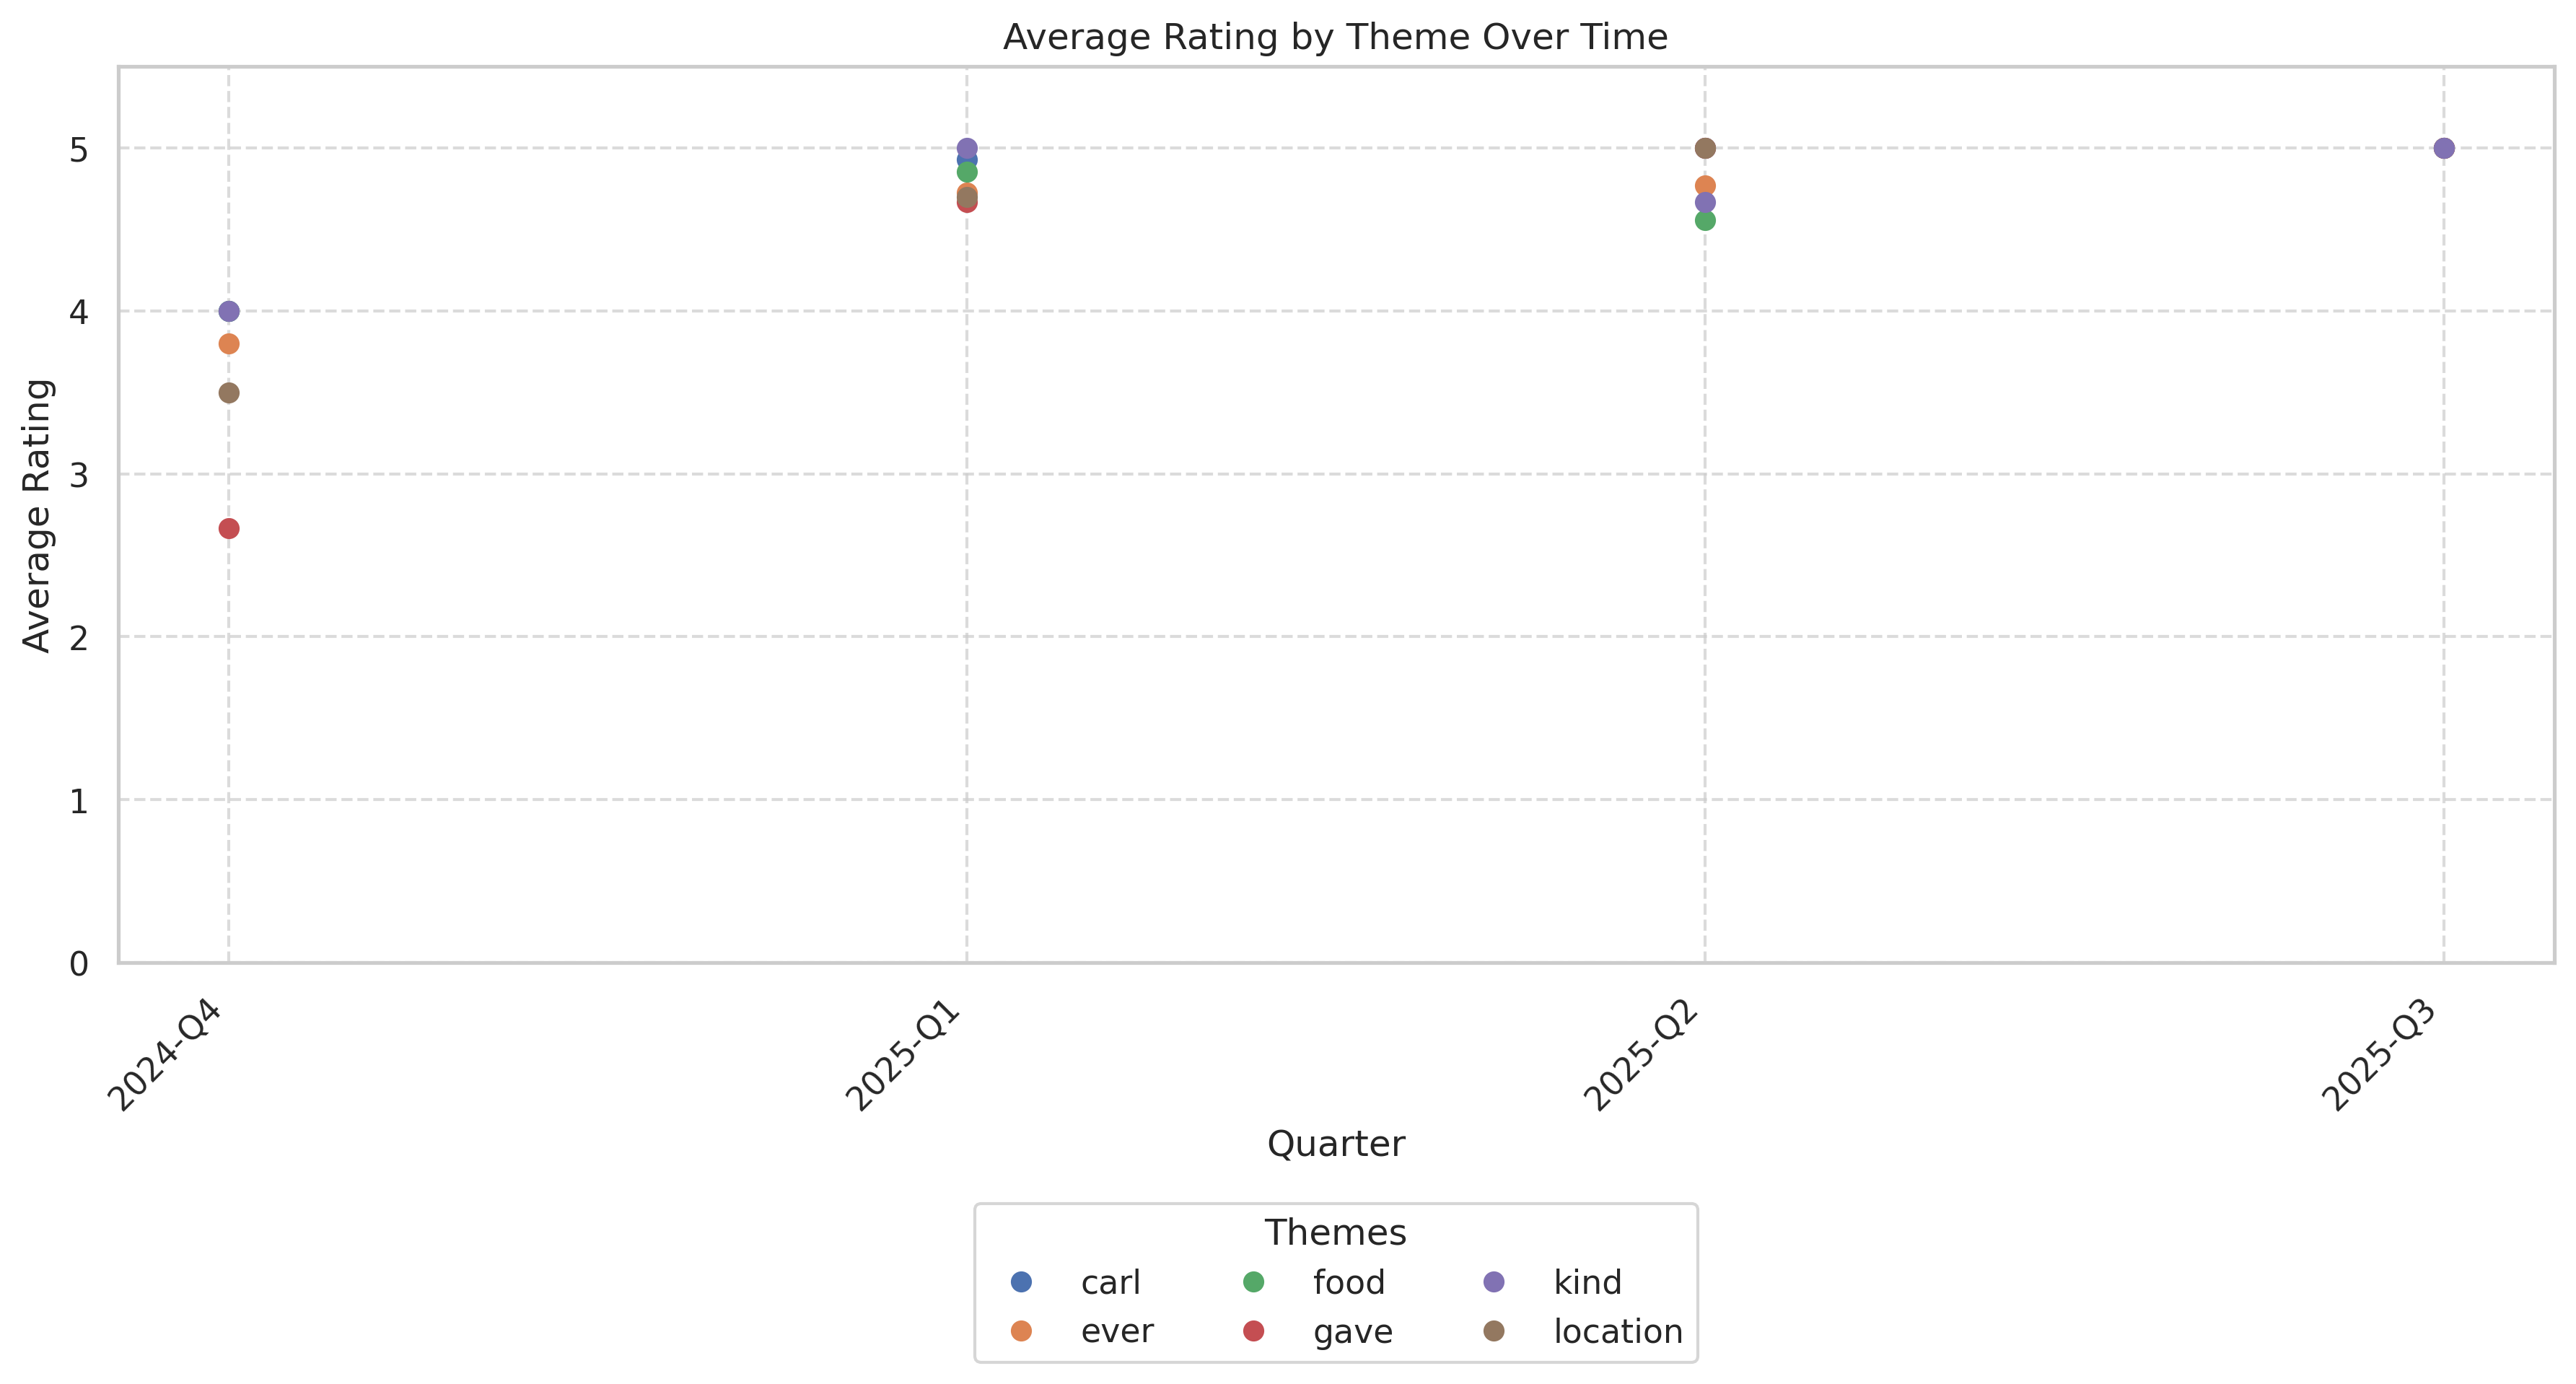 Average Rating by Theme Over Time
Average Rating
5
4
3
2
1
0
2024-Q4
2025-Q1
2025-Q2
2025-Q3
Quarter
Themes
carl
food
kind
ever
gave
location